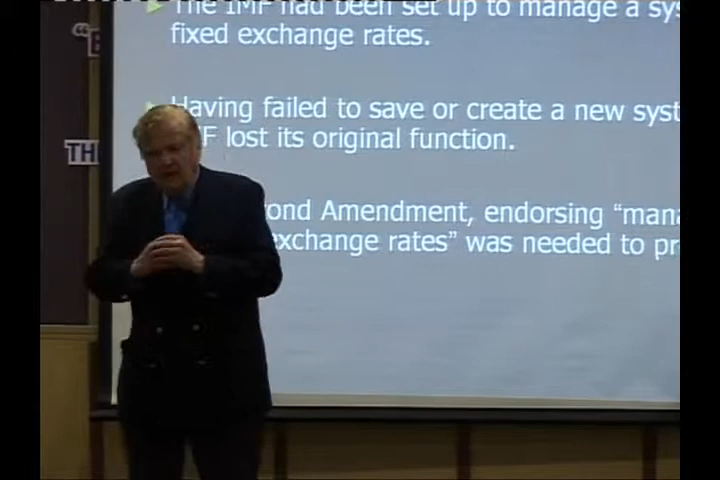 The IMF had been set up to manage a sys
fixed exchange rates.
Having failed to save or create a new syst
F lost its original function.
ond Amendment, endorsing “mana
exchange rates” was needed to pr
“B
TH